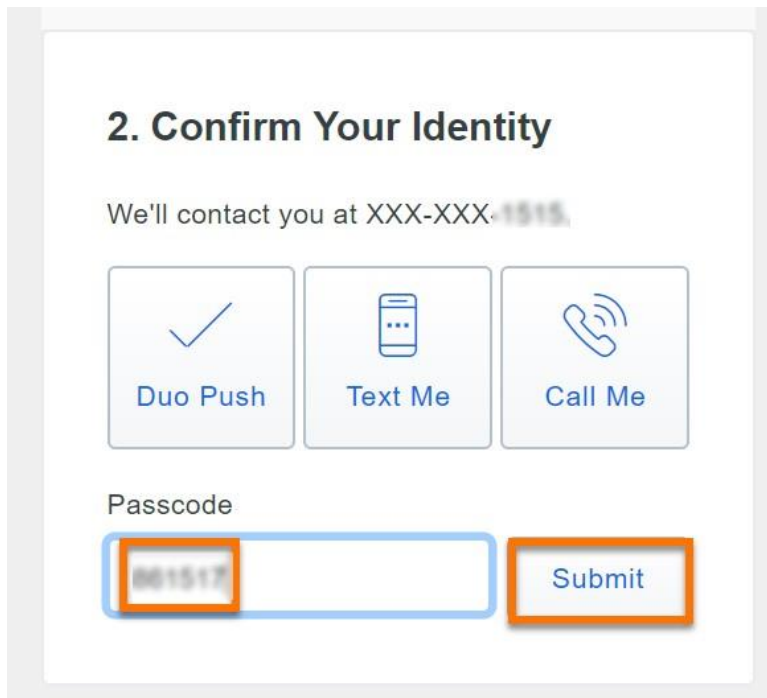 2. Confirm Your Identity
We'll contact you at XXX-XXX-
Duo Push
Text Me
Call Me
Passcode
Submit